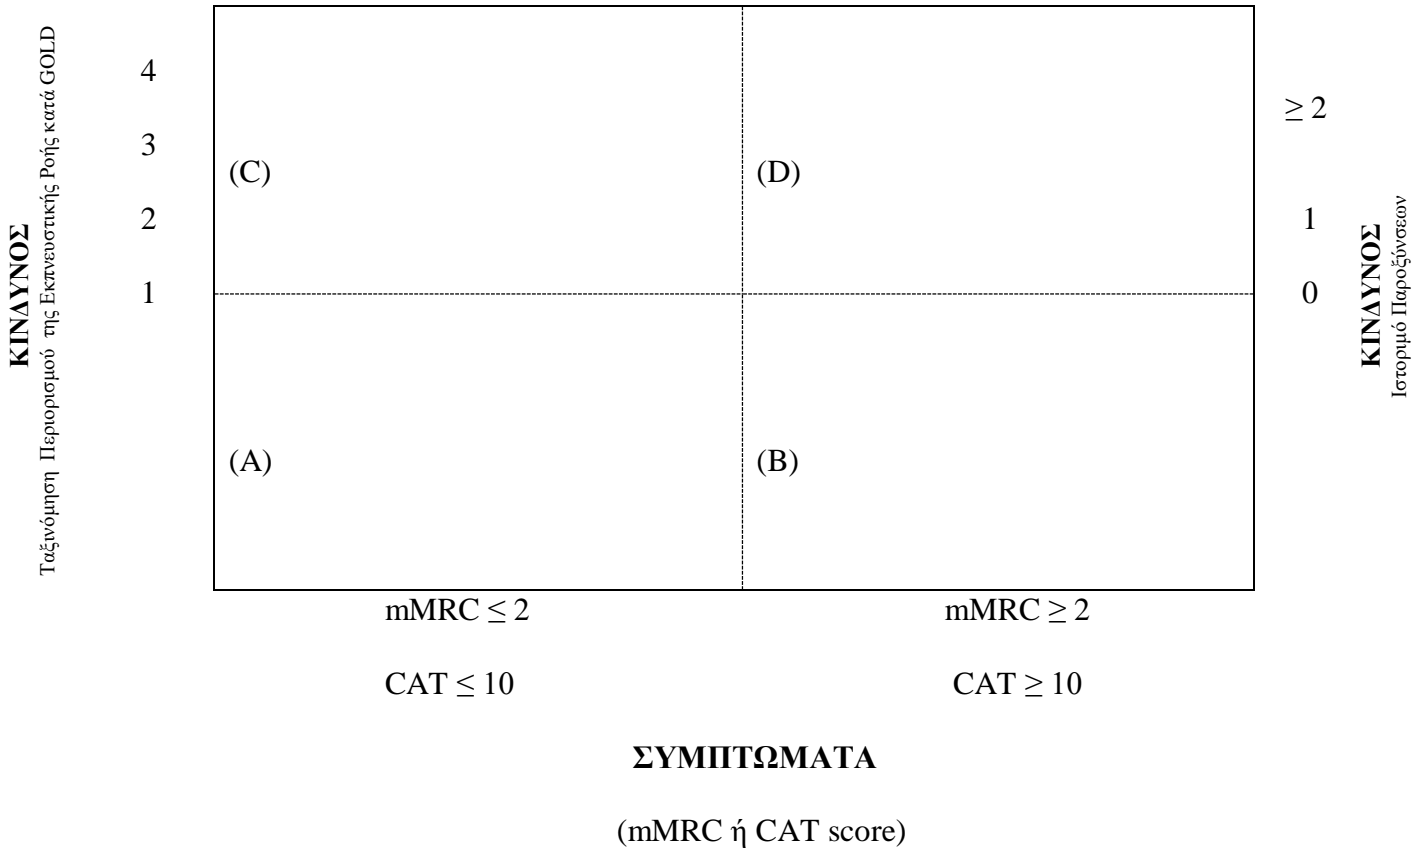 ΚΙΝΔΥΝΟΣ
Ταξινόμηση Περιορισμού της Εκπνευστικής Ροής κατά GOLD
4
3
2
1
(C)
(D)
(A)
(B)
≥ 2
1
0
ΚΙΝΔΥΝΟΣ
Ιστοριμό Παροξύνσεων
mMRC ≤ 2
mMRC ≥ 2
CAT ≤ 10
CAT ≥ 10
ΣΥΜΠΤΩΜΑΤΑ
(mMRC ή CAT score)